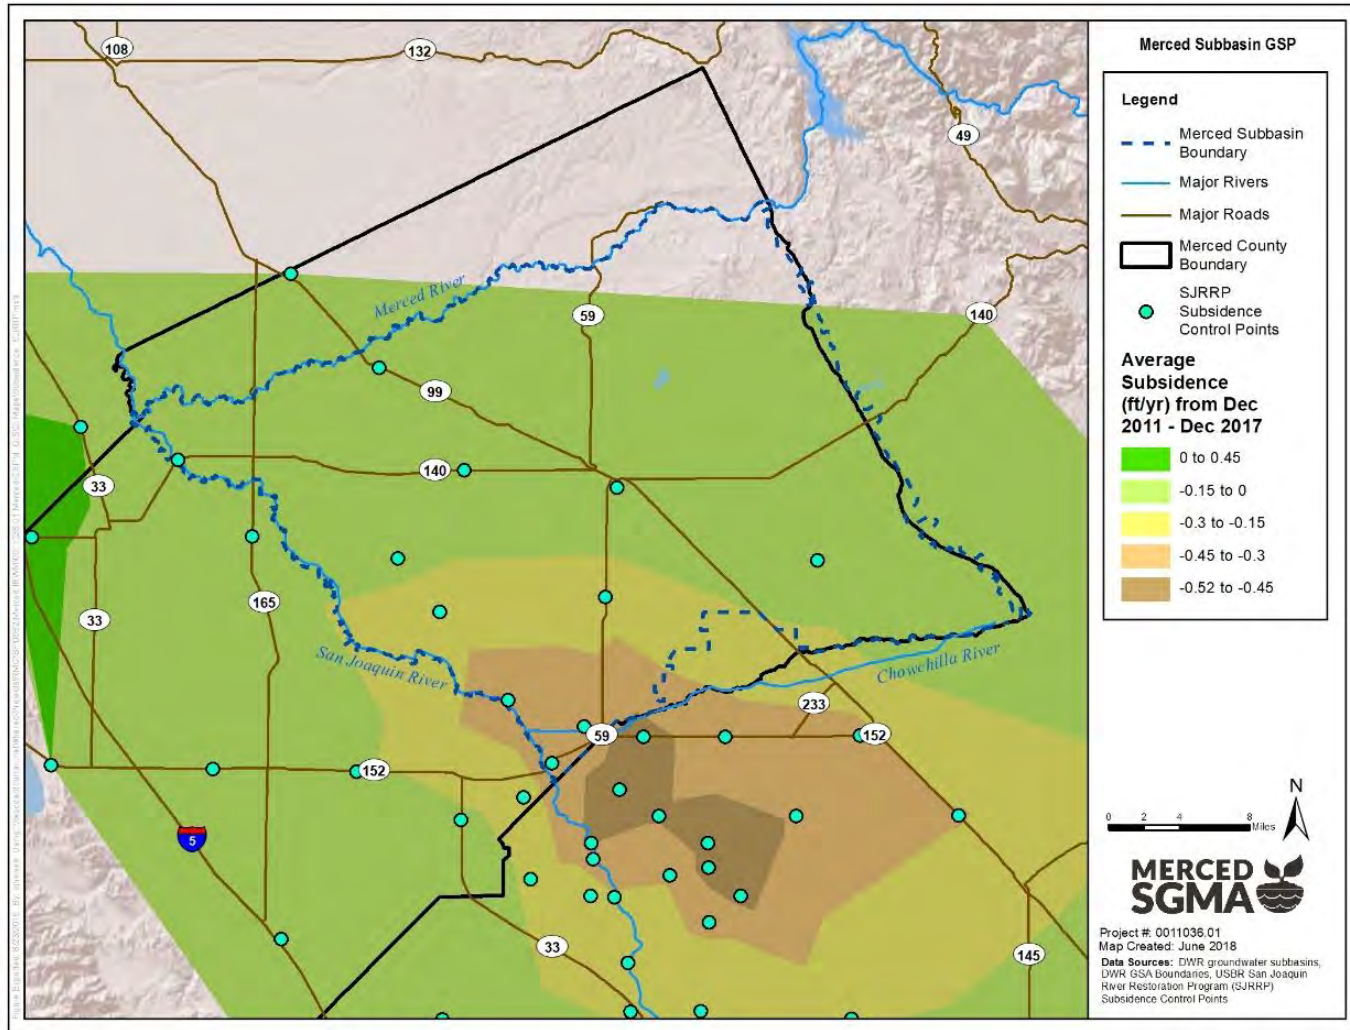 108
132
49
Merced River
59
140
99
140
33
165
33
San Joaquin River
Chowchilla River
233
59
152
152
5
33
145
Merced Subbasin GSP
Legend
Merced Subbasin
Boundary
Major Rivers
Major Roads
Merced County
Boundary
SJRRP
Subsidence
Control Points
Average
Subsidence
(ft/yr) from Dec
2011 - Dec 2017
0 to 0.45
-0.15 to 0
-0.3 to -0.15
-0.45 to -0.3
-0.52 to -0.45
N
0 2 4 8
Miles
MERCED
SGMA
Project #: 0011036.01
Map Created: June 2018
Data Sources: DWR groundwater subbasins,
DWR GSA Boundaries, USBR San Joaquin
River Restoration Program (SJRRP)
Subsidence Control Points